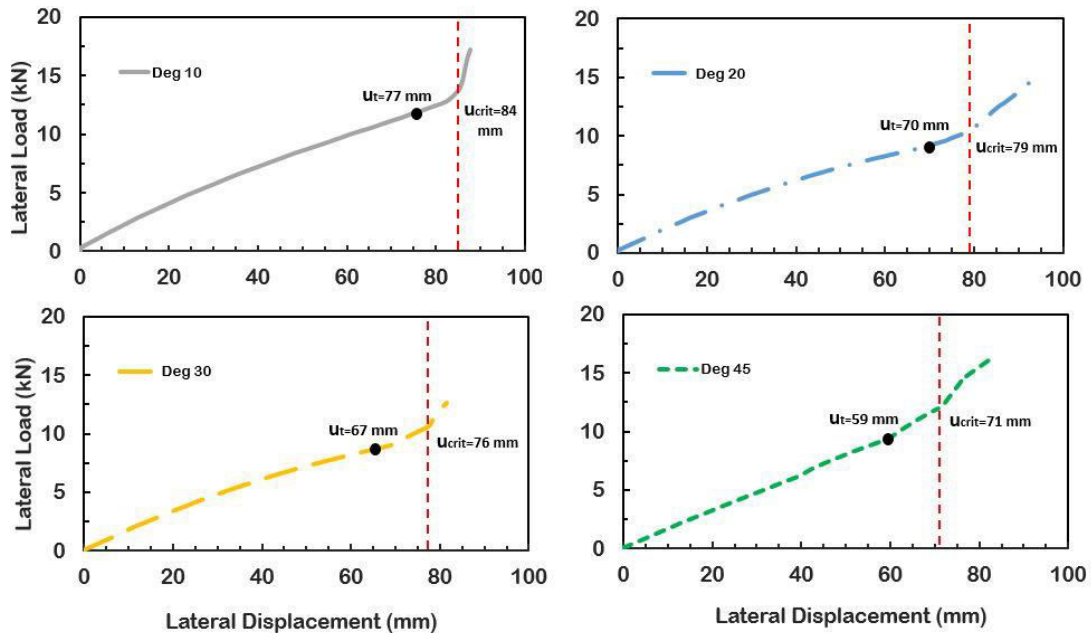 20
15
10
5
0
Lateral Load (kN)
Deg 10
ut=77 mm
ucrit=84
mm
0 20 40 60 80 100
20
15
10
5
0
Deg 20
ut=70 mm
ucrit=79 mm
0 20 40 60 80 100
20
15
10
5
0
Lateral Load (kN)
Deg 30
ut=67 mm
ucrit=76 mm
0 20 40 60 80 100
Lateral Displacement (mm)
20
15
10
5
0
Deg 45
ut=59 mm
ucrit=71 mm
0 20 40 60 80 100
Lateral Displacement (mm)